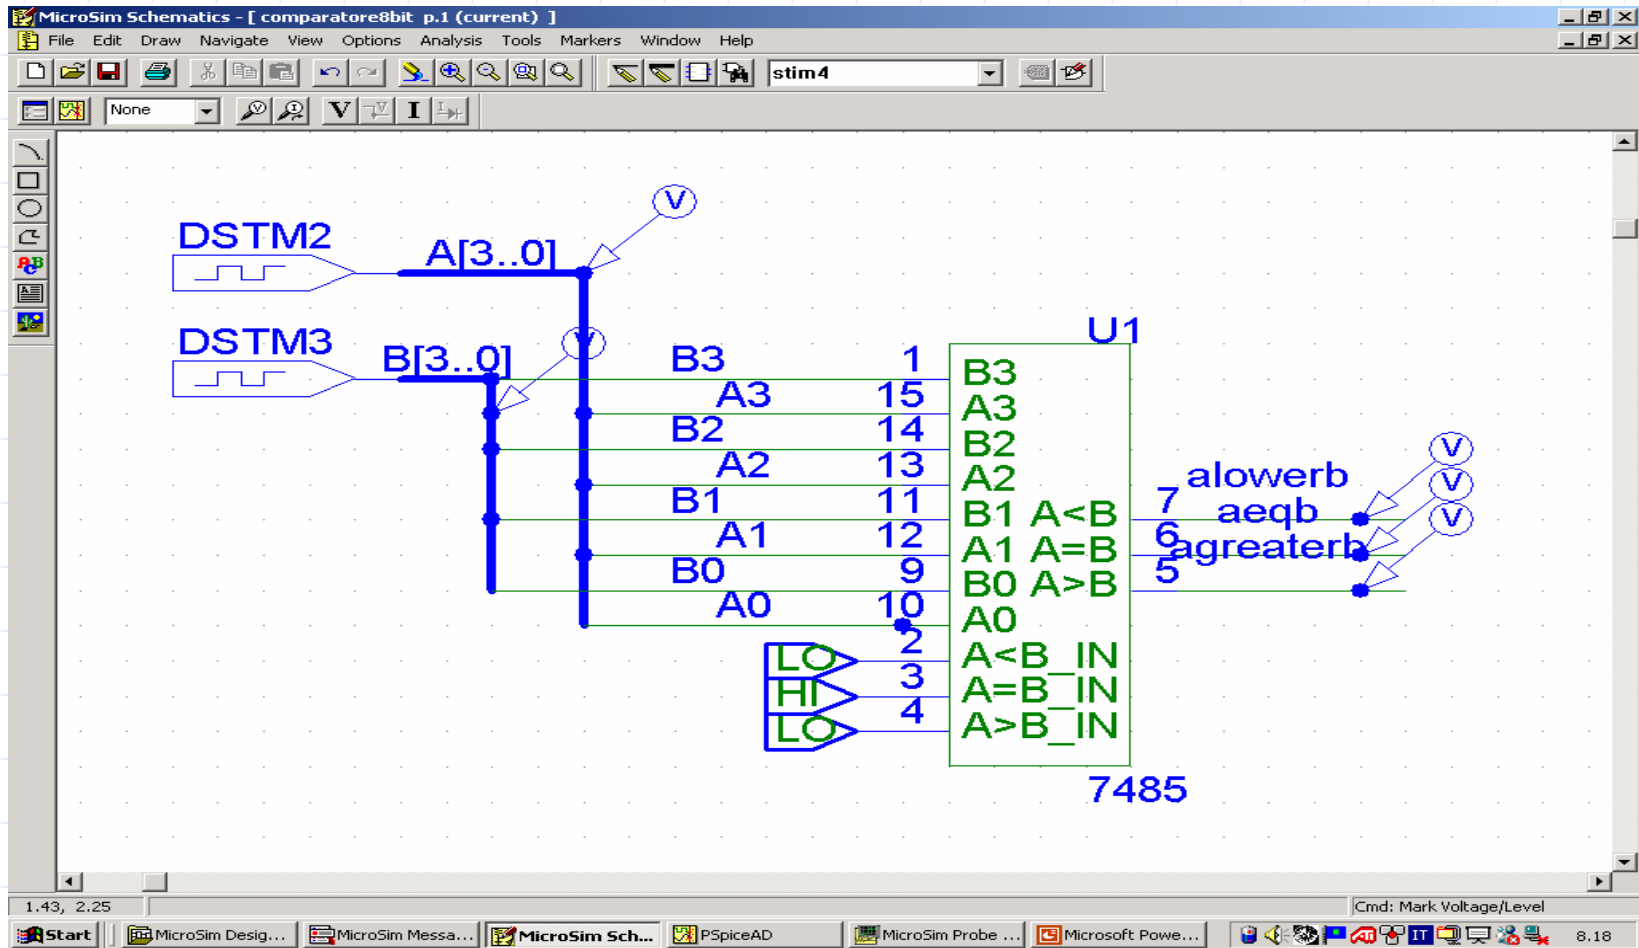 MicroSim Schematics - [ comparatore8bit p.1 (current) ]
File Edit Draw Navigate View Options Analysis Tools Markers Window Help
stim4
None
V
I
ABC
V
DSTM2
A[3..0]
DSTM3
B[3..0]
V
U1
B3 1 B3
A3 15 A3
B2 14 B2
A2 13 A2
B1 11 B1 A<B 7 alowerb V
A1 12 A1 A=B 6 aeqb V
B0 9 B0 A>B 5 agreaterb V
A0 10 A0
LO 2 A<B_IN
HI 3 A=B_IN
LO 4 A>B_IN
7485
1.43, 2.25
Cmd: Mark Voltage/Level
Start MicroSim Desig... MicroSim Messa... MicroSim Sch... PSpiceAD MicroSim Probe ... Microsoft Powe... IT 8.18